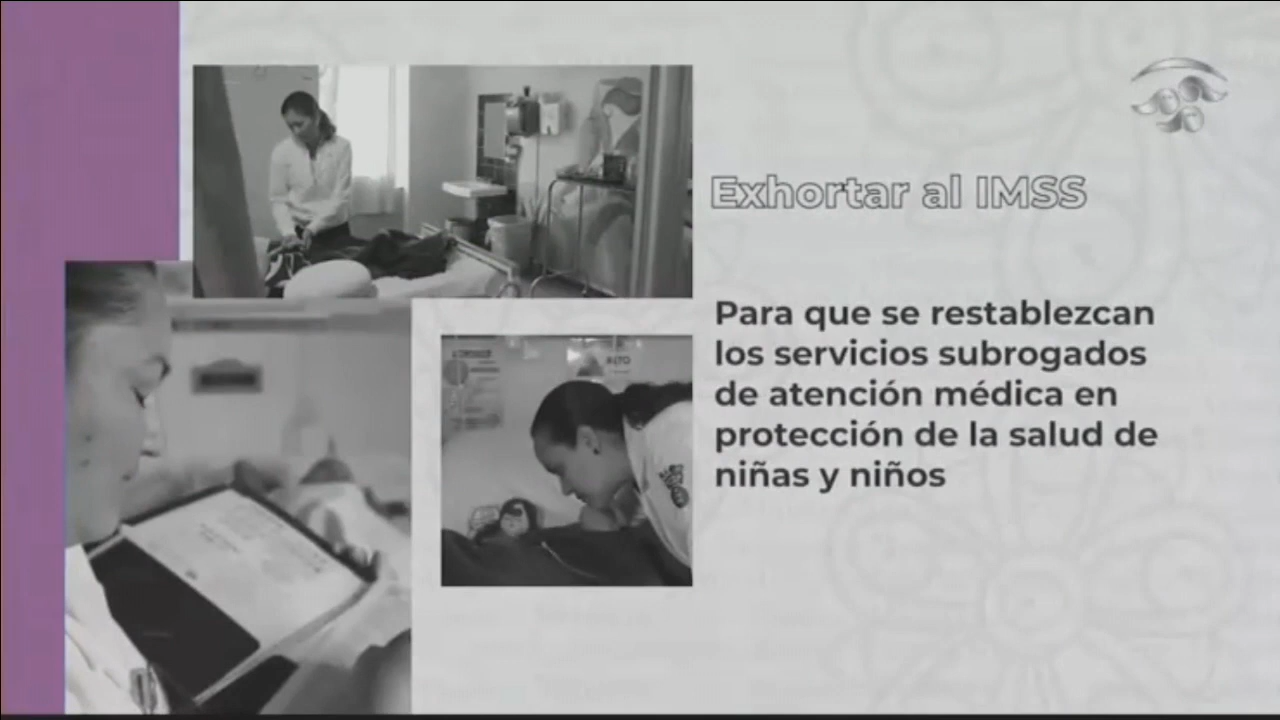 Exhortar al IMSS
Para que se restablezcan
los servicios subrogados
de atención médica en
protección de la salud de
niñas y niños